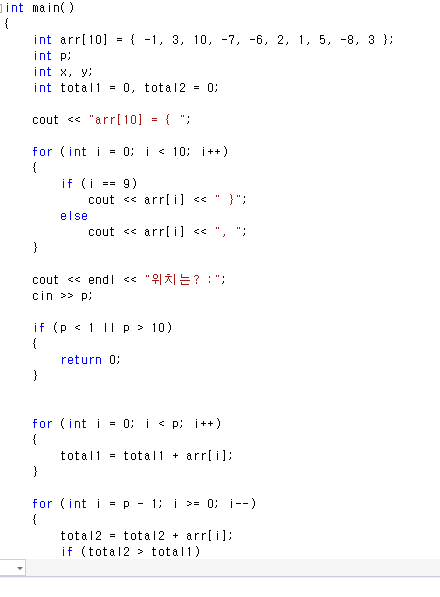 int main()
{
int arr[10] = { -1, 3, 10, -7, -6, 2, 1, 5, -8, 3 };
int p;
int x, y;
int total1 = 0, total2 = 0;
cout << "arr[10] = { ";
for (int i = 0; i < 10; i++)
{
if (i == 9)
cout << arr[i] << " }";
else
cout << arr[i] << ", ";
}
cout << endl << "위치는? :";
cin >> p;
if (p < 1 || p > 10)
{
return 0;
}
for (int i = 0; i < p; i++)
{
total1 = total1 + arr[i];
}
for (int i = p - 1; i >= 0; i--)
{
total2 = total2 + arr[i];
if (total2 > total1)